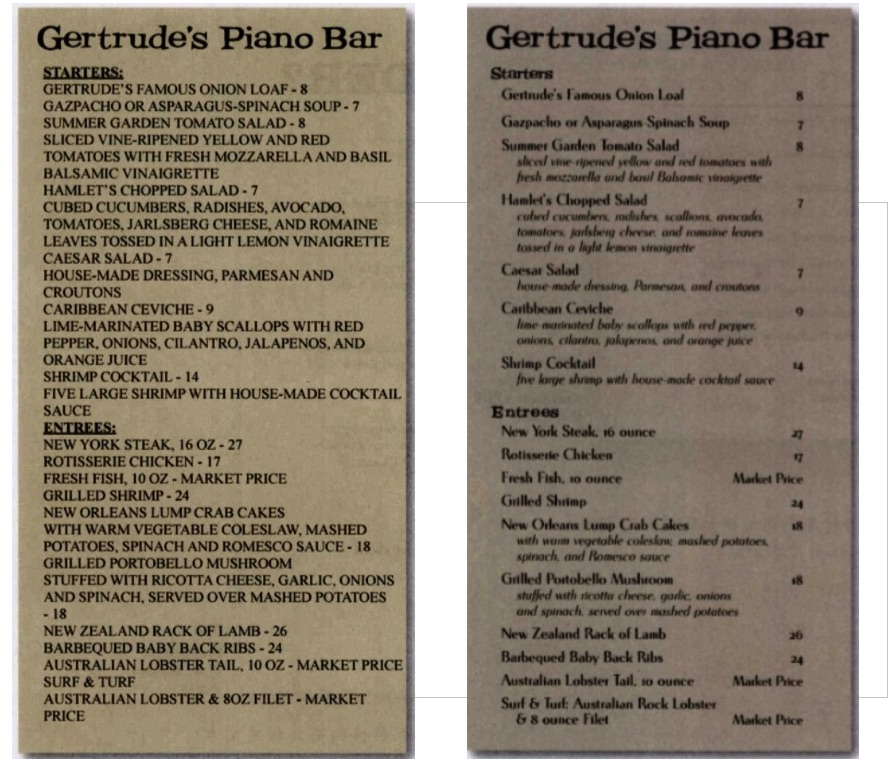 Gertrude's Piano Bar
STARTERS:
GERTRUDE'S FAMOUS ONION LOAF - 8
GAZPACHO OR ASPARAGUS-SPINACH SOUP - 7
SUMMER GARDEN TOMATO SALAD - 8
SLICED VINE-RIPENED YELLOW AND RED
TOMATOES WITH FRESH MOZZARELLA AND BASIL
BALSAMIC VINAIGRETTE
HAMLET'S CHOPPED SALAD - 7
CUBED CUCUMBERS, RADISHES, AVOCADO,
TOMATOES, JARLSBERG CHEESE, AND ROMAINE
LEAVES TOSSED IN A LIGHT LEMON VINAIGRETTE
CAESAR SALAD - 7
HOUSE-MADE DRESSING, PARMESAN AND
CROUTONS
CARIBBEAN CEVICHE - 9
LIME-MARINATED BABY SCALLOPS WITH RED
PEPPER, ONIONS, CILANTRO, JALAPENOS, AND
ORANGE JUICE
SHRIMP COCKTAIL - 14
FIVE LARGE SHRIMP WITH HOUSE-MADE COCKTAIL
SAUCE
ENTREES:
NEW YORK STEAK, 16 OZ - 27
ROTISSERIE CHICKEN - 17
FRESH FISH, 10 OZ - MARKET PRICE
GRILLED SHRIMP - 24
NEW ORLEANS LUMP CRAB CAKES
WITH WARM VEGETABLE COLESLAW, MASHED
POTATOES, SPINACH AND ROMESCO SAUCE - 18
GRILLED PORTOBELLO MUSHROOM
STUFFED WITH RICOTTA CHEESE, GARLIC, ONIONS
AND SPINACH, SERVED OVER MASHED POTATOES
- 18
NEW ZEALAND RACK OF LAMB - 26
BARBEQUED BABY BACK RIBS - 24
AUSTRALIAN LOBSTER TAIL, 10 OZ - MARKET PRICE
SURF & TURF
AUSTRALIAN LOBSTER & 8OZ FILET - MARKET
PRICE
Gertrude's Piano Bar
Starters
Gertrude's Famous Onion Loaf 8
Gazpacho or Asparagus-Spinach Soup 7
Summer Garden Tomato Salad 8
sliced vine-ripened yellow and red tomatoes with
fresh mozzarella and basil Balsamic vinaigrette
Hamlet's Chopped Salad 7
cubed cucumbers, radishes, scallions, avocado,
tomatoes, jarlsberg cheese, and romaine leaves
tossed in a light lemon vinaigrette
Caesar Salad 7
house-made dressing, Parmesan, and croutons
Caribbean Ceviche 9
lime-marinated baby scallops with red pepper,
onions, cilantro, jalapenos, and orange juice
Shrimp Cocktail 14
five large shrimp with house-made cocktail sauce
Entrees
New York Steak, 16 ounce 27
Rotisserie Chicken 17
Fresh Fish, 10 ounce Market Price
Grilled Shrimp 24
New Orleans Lump Crab Cakes 18
with warm vegetable coleslaw, mashed potatoes,
spinach, and Romesco sauce
Grilled Portobello Mushroom 18
stuffed with ricotta cheese, garlic, onions
and spinach, served over mashed potatoes
New Zealand Rack of Lamb 26
Barbequed Baby Back Ribs 24
Australian Lobster Tail, 10 ounce Market Price
Surf & Turf: Australian Rock Lobster
& 8 ounce Filet Market Price